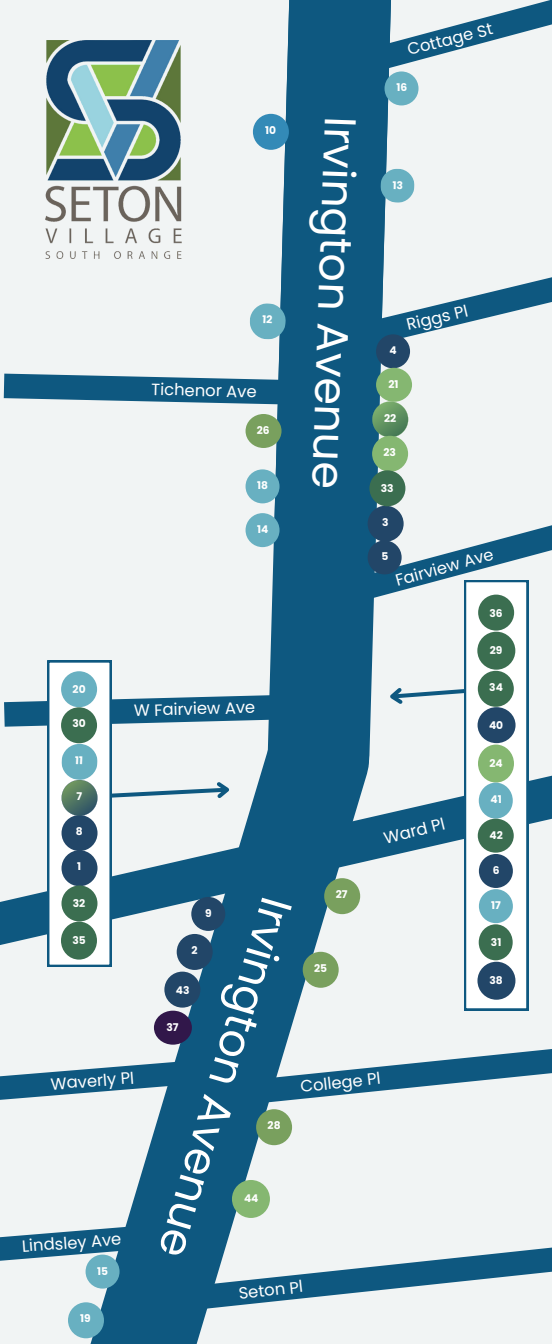 Cottage St
16
10
Irvington Avenue
13
SETON
VILLAGE
SOUTH ORANGE
12
Riggs Pl
4
Tichenor Ave
21
22
26
23
18
33
14
3
5
Fairview Ave
36
29
34
40
24
41
42
6
17
31
38
W Fairview Ave
20
30
11
7
8
1
32
35
Ward Pl
27
9
Irvington Avenue
2
25
43
37
Waverly Pl
College Pl
28
44
Lindsley Ave
15
Seton Pl
19